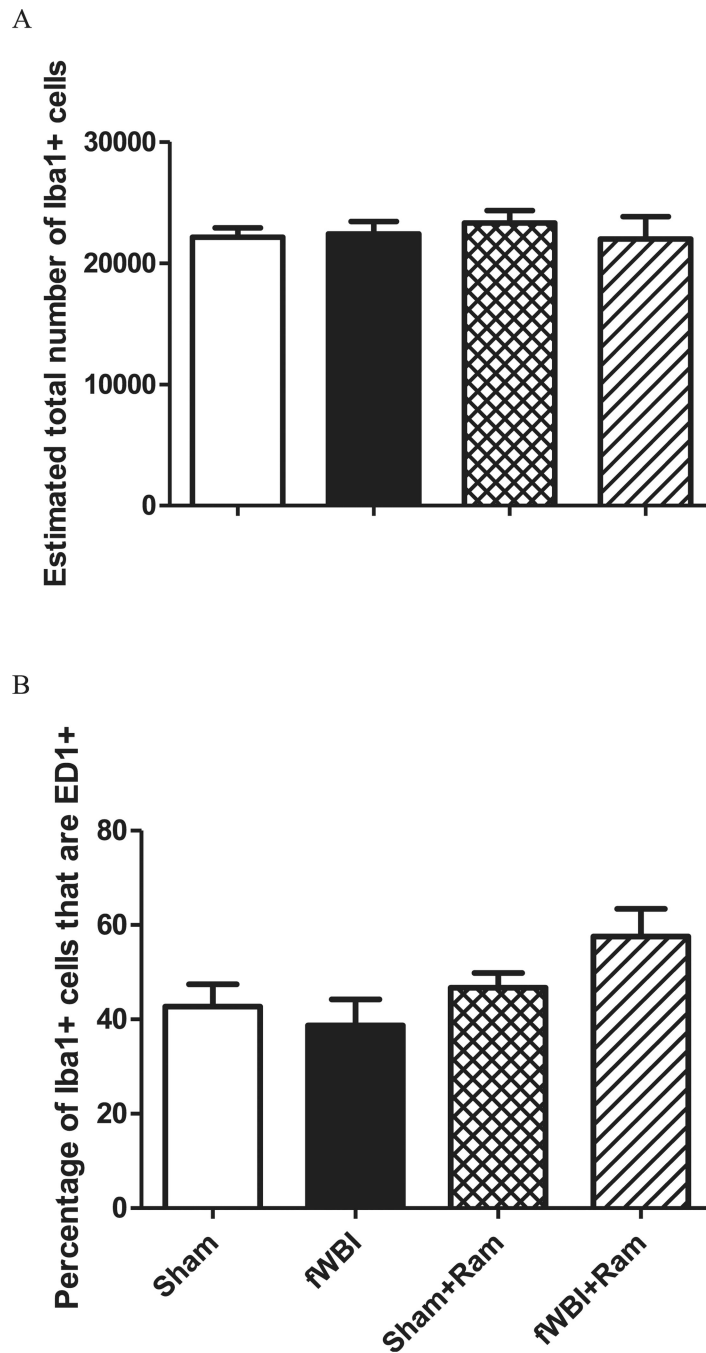 A
Estimated total number of Iba1+ cells
30000
20000
10000
0
B
Percentage of Iba1+ cells that are ED1+
80
60
40
20
0
Sham
fWBI
Sham+Ram
fWBI+Ram